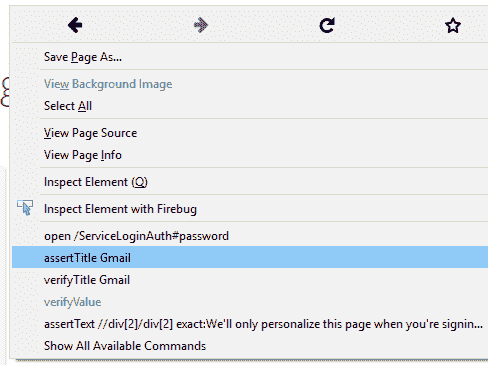 Save Page As...
View Background Image
Select All
View Page Source
View Page Info
Inspect Element (Q)
Inspect Element with Firebug
open /ServiceLoginAuth#password
assertTitle Gmail
verifyTitle Gmail
verifyValue
assertText //div[2]/div[2] exact:We'll only personalize this page when you're signin...
Show All Available Commands